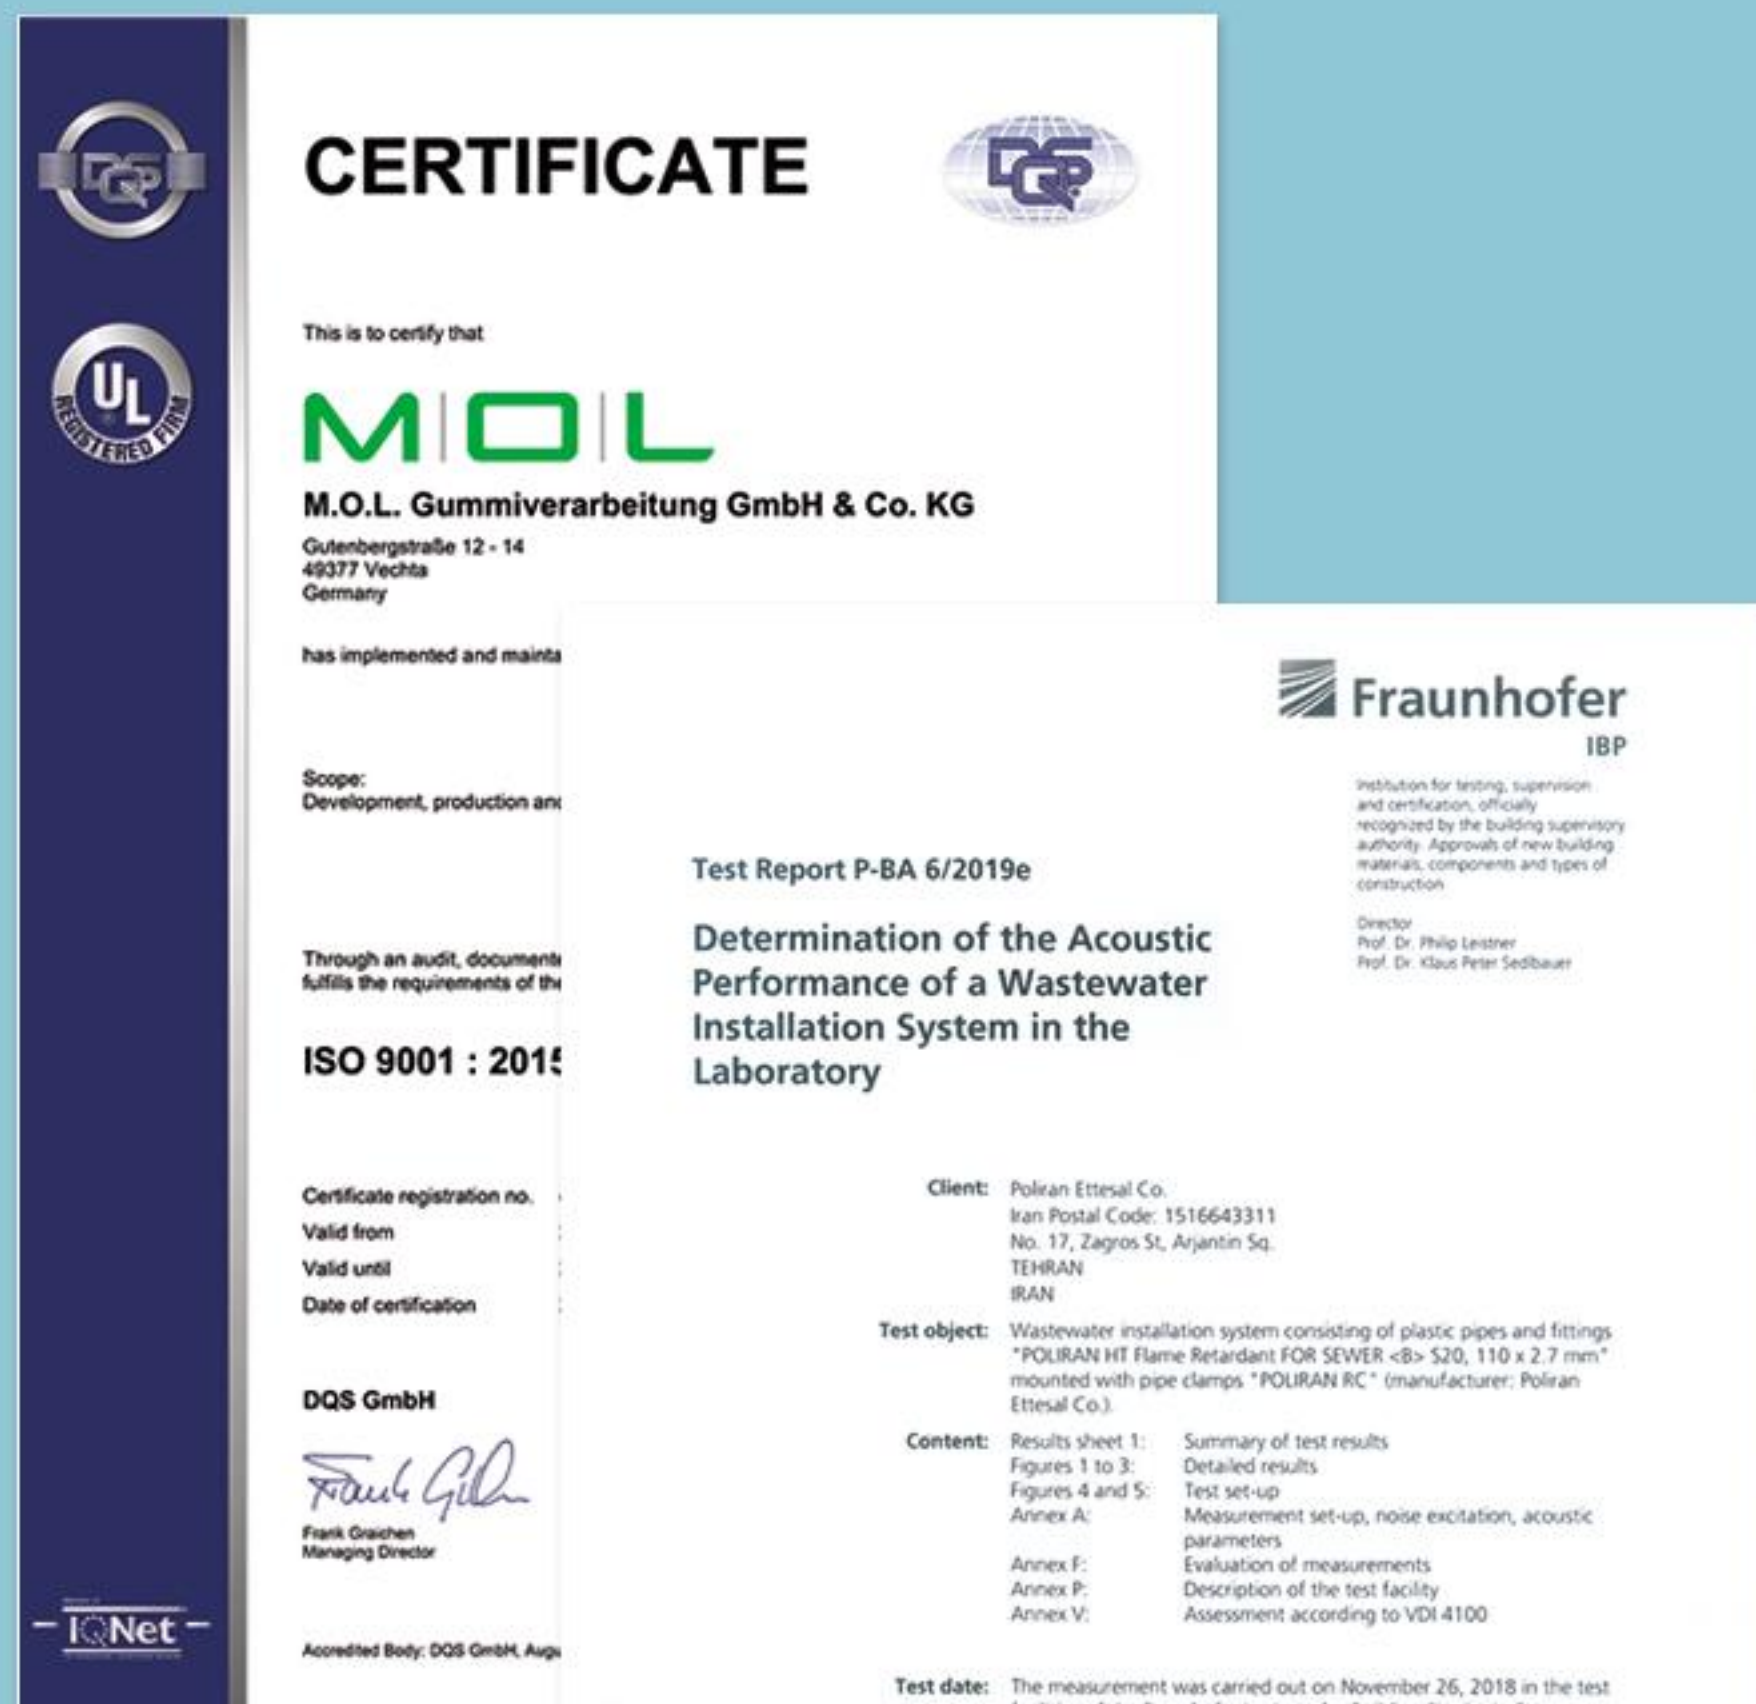 CERTIFICATE
DQS
DQS
UL
REGISTERED FIRM
This is to certify that
M|O|L
M.O.L. Gummiverarbeitung GmbH & Co. KG
Gutenbergstraße 12 - 14
49377 Vechta
Germany
has implemented and mainta
Scope:
Development, production and
Through an audit, documente
fulfills the requirements of the
ISO 9001 : 2015
Certificate registration no.
Valid from
Valid until
Date of certification
DQS GmbH
Frank Graichen
Managing Director
IQNet
Accredited Body: DQS GmbH, Augu
Fraunhofer
IBP
Institution for testing, supervision
and certification, officially
recognized by the building supervisory
authority. Approvals of new building
materials, components and types of
construction
Director
Prof. Dr. Philip Leistner
Prof. Dr. Klaus Peter Sedlbauer
Test Report P-BA 6/2019e
Determination of the Acoustic
Performance of a Wastewater
Installation System in the
Laboratory
Client: Poliran Ettesal Co.
Iran Postal Code: 1516643311
No. 17, Zagros St, Arjantin Sq.
TEHRAN
IRAN
Test object: Wastewater installation system consisting of plastic pipes and fittings
"POLIRAN HT Flame Retardant FOR SEWER <B> S20, 110 x 2.7 mm"
mounted with pipe clamps "POLIRAN RC" (manufacturer: Poliran
Ettesal Co.).
Content: Results sheet 1: Summary of test results
Figures 1 to 3: Detailed results
Figures 4 and 5: Test set-up
Annex A: Measurement set-up, noise excitation, acoustic
parameters
Annex F: Evaluation of measurements
Annex P: Description of the test facility
Annex V: Assessment according to VDI 4100
Test date: The measurement was carried out on November 26, 2018 in the test